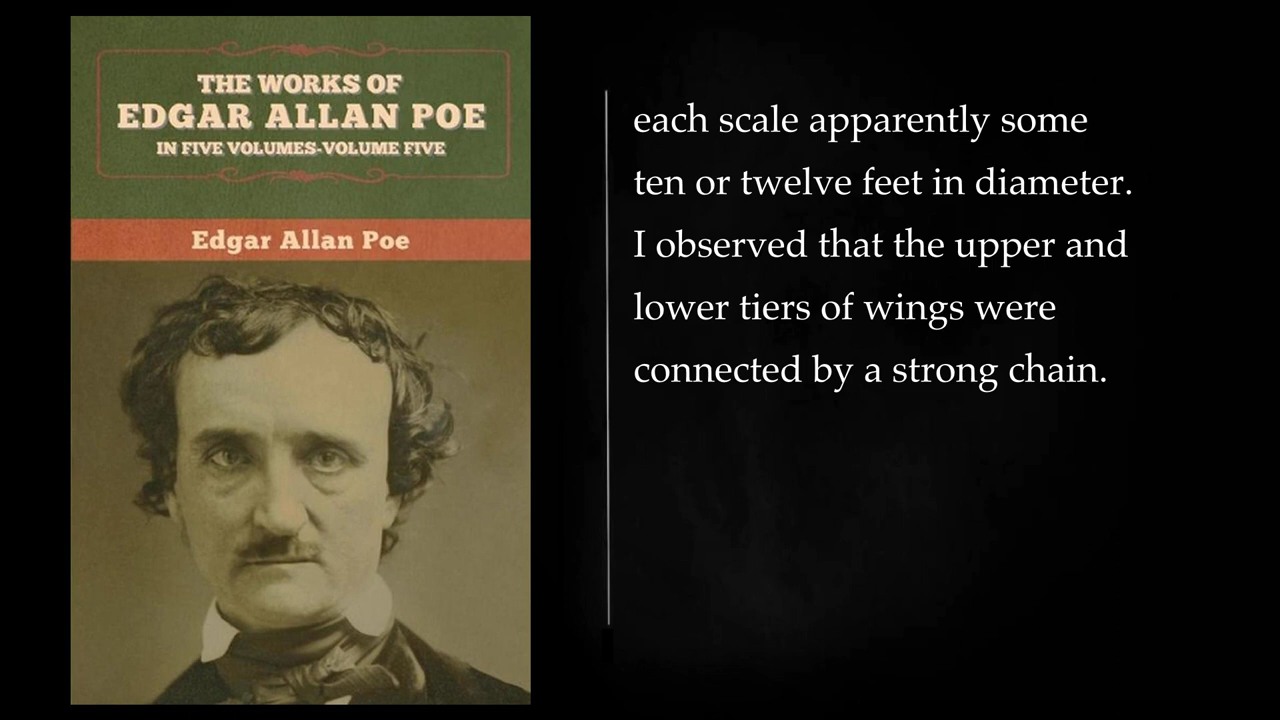 THE WORKS OF
EDGAR ALLAN POE
IN FIVE VOLUMES-VOLUME FIVE
Edgar Allan Poe
each scale apparently some
ten or twelve feet in diameter.
I observed that the upper and
lower tiers of wings were
connected by a strong chain.